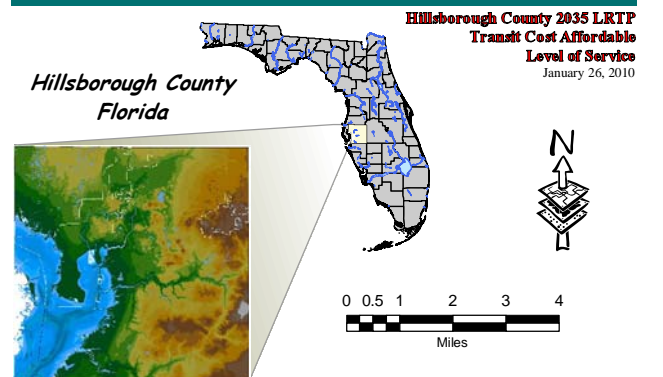 Hillsborough County 2035 LRTP
Transit Cost Affordable
Level of Service
January 26, 2010
Hillsborough County
Florida
N
0 0.5 1 2 3 4
Miles